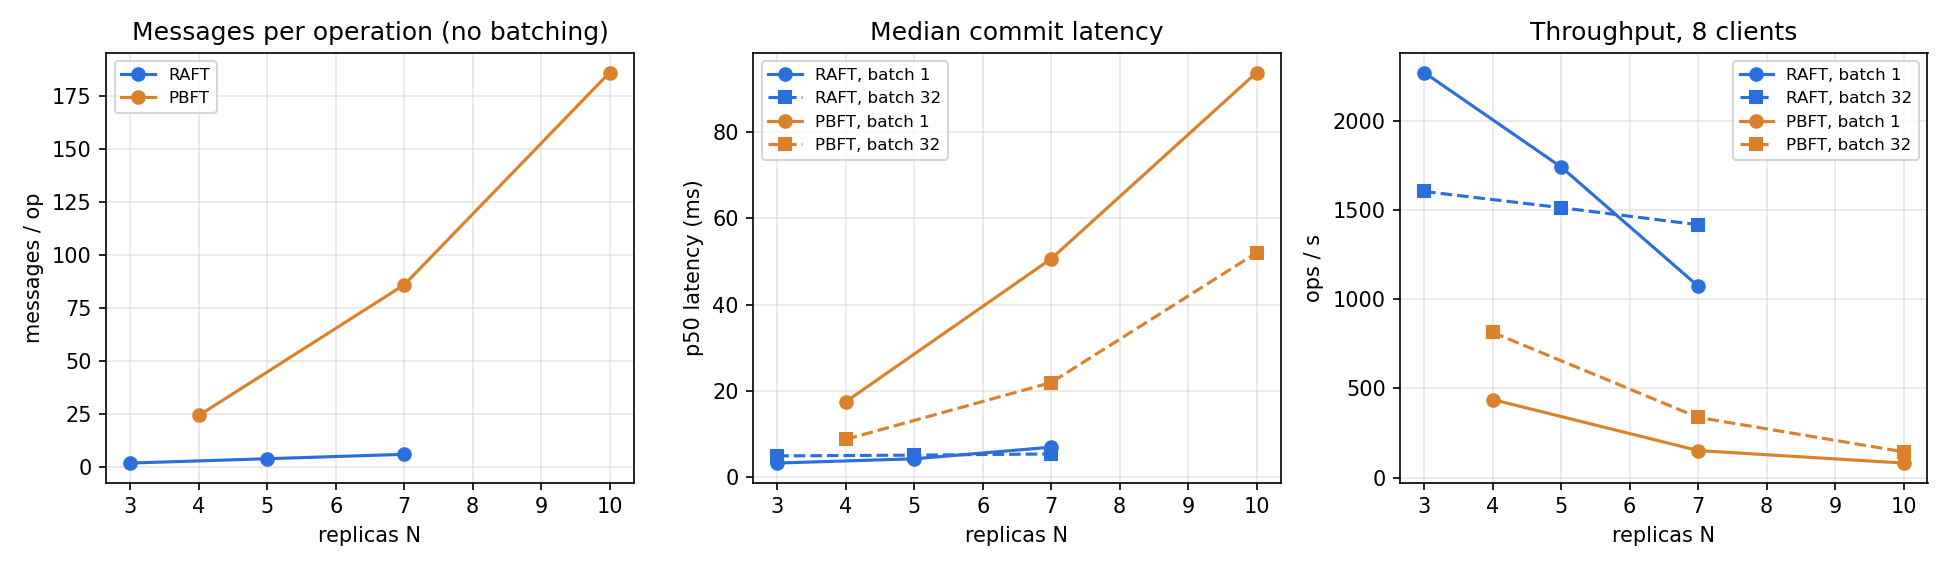 Messages per operation (no batching)
RAFT
PBFT
messages / op
175
150
125
100
75
50
25
0
3 4 5 6 7 8 9 10
replicas N
Median commit latency
RAFT, batch 1
RAFT, batch 32
PBFT, batch 1
PBFT, batch 32
p50 latency (ms)
80
60
40
20
0
3 4 5 6 7 8 9 10
replicas N
Throughput, 8 clients
RAFT, batch 1
RAFT, batch 32
PBFT, batch 1
PBFT, batch 32
ops / s
2000
1500
1000
500
0
3 4 5 6 7 8 9 10
replicas N